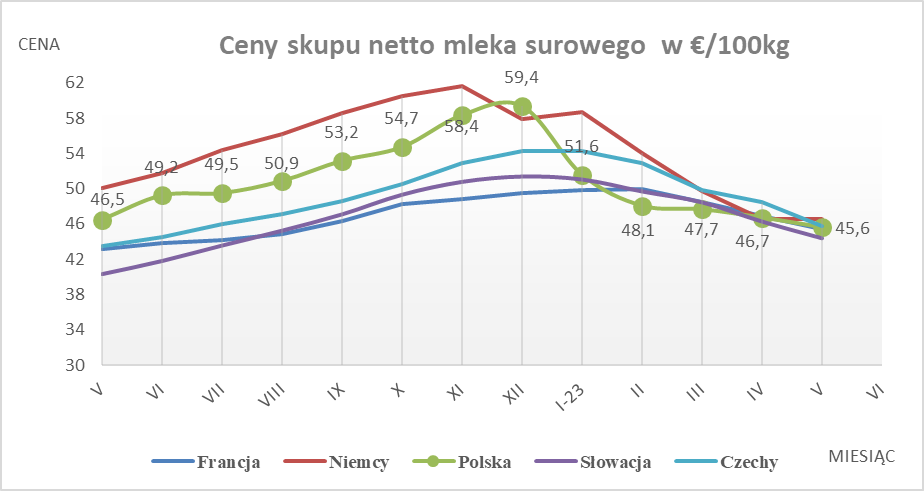 CENA
Ceny skupu netto mleka surowego w €/100kg
62
58
54
50
46
42
38
34
30
46,5
49,2
49,5
50,9
53,2
54,7
58,4
59,4
51,6
48,1
47,7
46,7
45,6
V
VI
VII
VIII
IX
X
XI
XII
I-23
II
III
IV
V
VI
Francja Niemcy Polska Słowacja Czechy
MIESIĄC